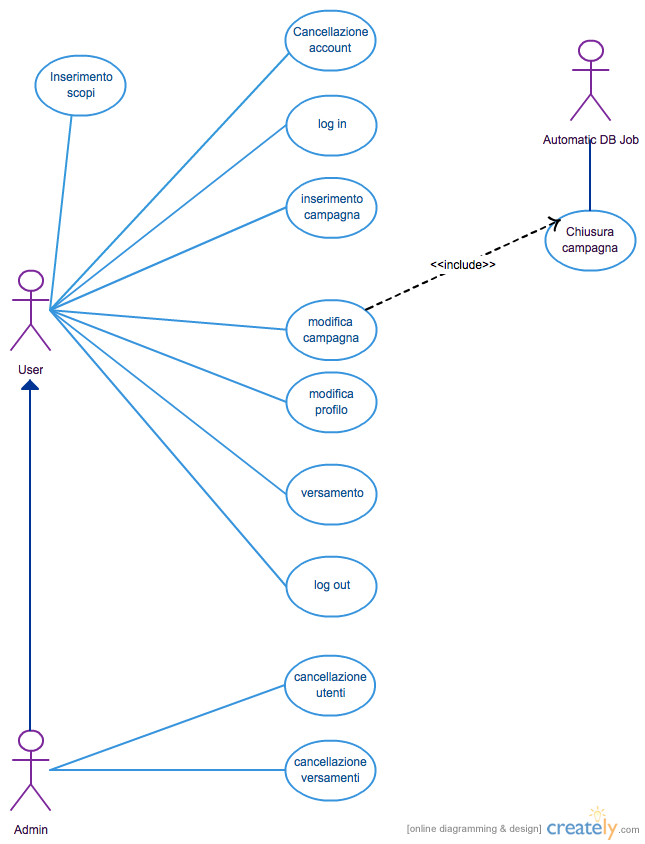 Cancellazione
account
Inserimento
scopi
log in
Automatic DB Job
inserimento
campagna
Chiusura
campagna
<<include>>
modifica
campagna
User
modifica
profilo
versamento
log out
cancellazione
utenti
cancellazione
versamenti
Admin
[online diagramming & design] creately.com